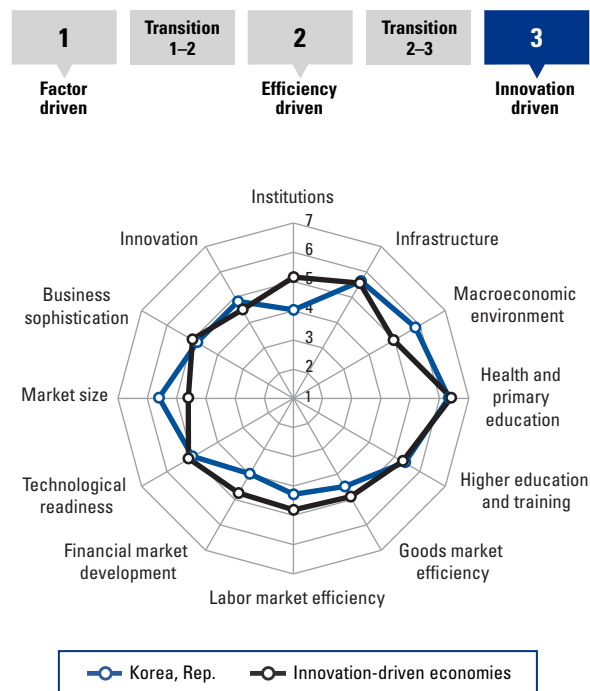 1
Transition
1–2
2
Transition
2–3
3
Factor
driven
Efficiency
driven
Innovation
driven
Institutions
7
Innovation
Infrastructure
6
5
Business
sophistication
Macroeconomic
environment
4
3
2
Market size
1
Health and
primary
education
Technological
readiness
Higher education
and training
Financial market
development
Goods market
efficiency
Labor market efficiency
Korea, Rep.
Innovation-driven economies